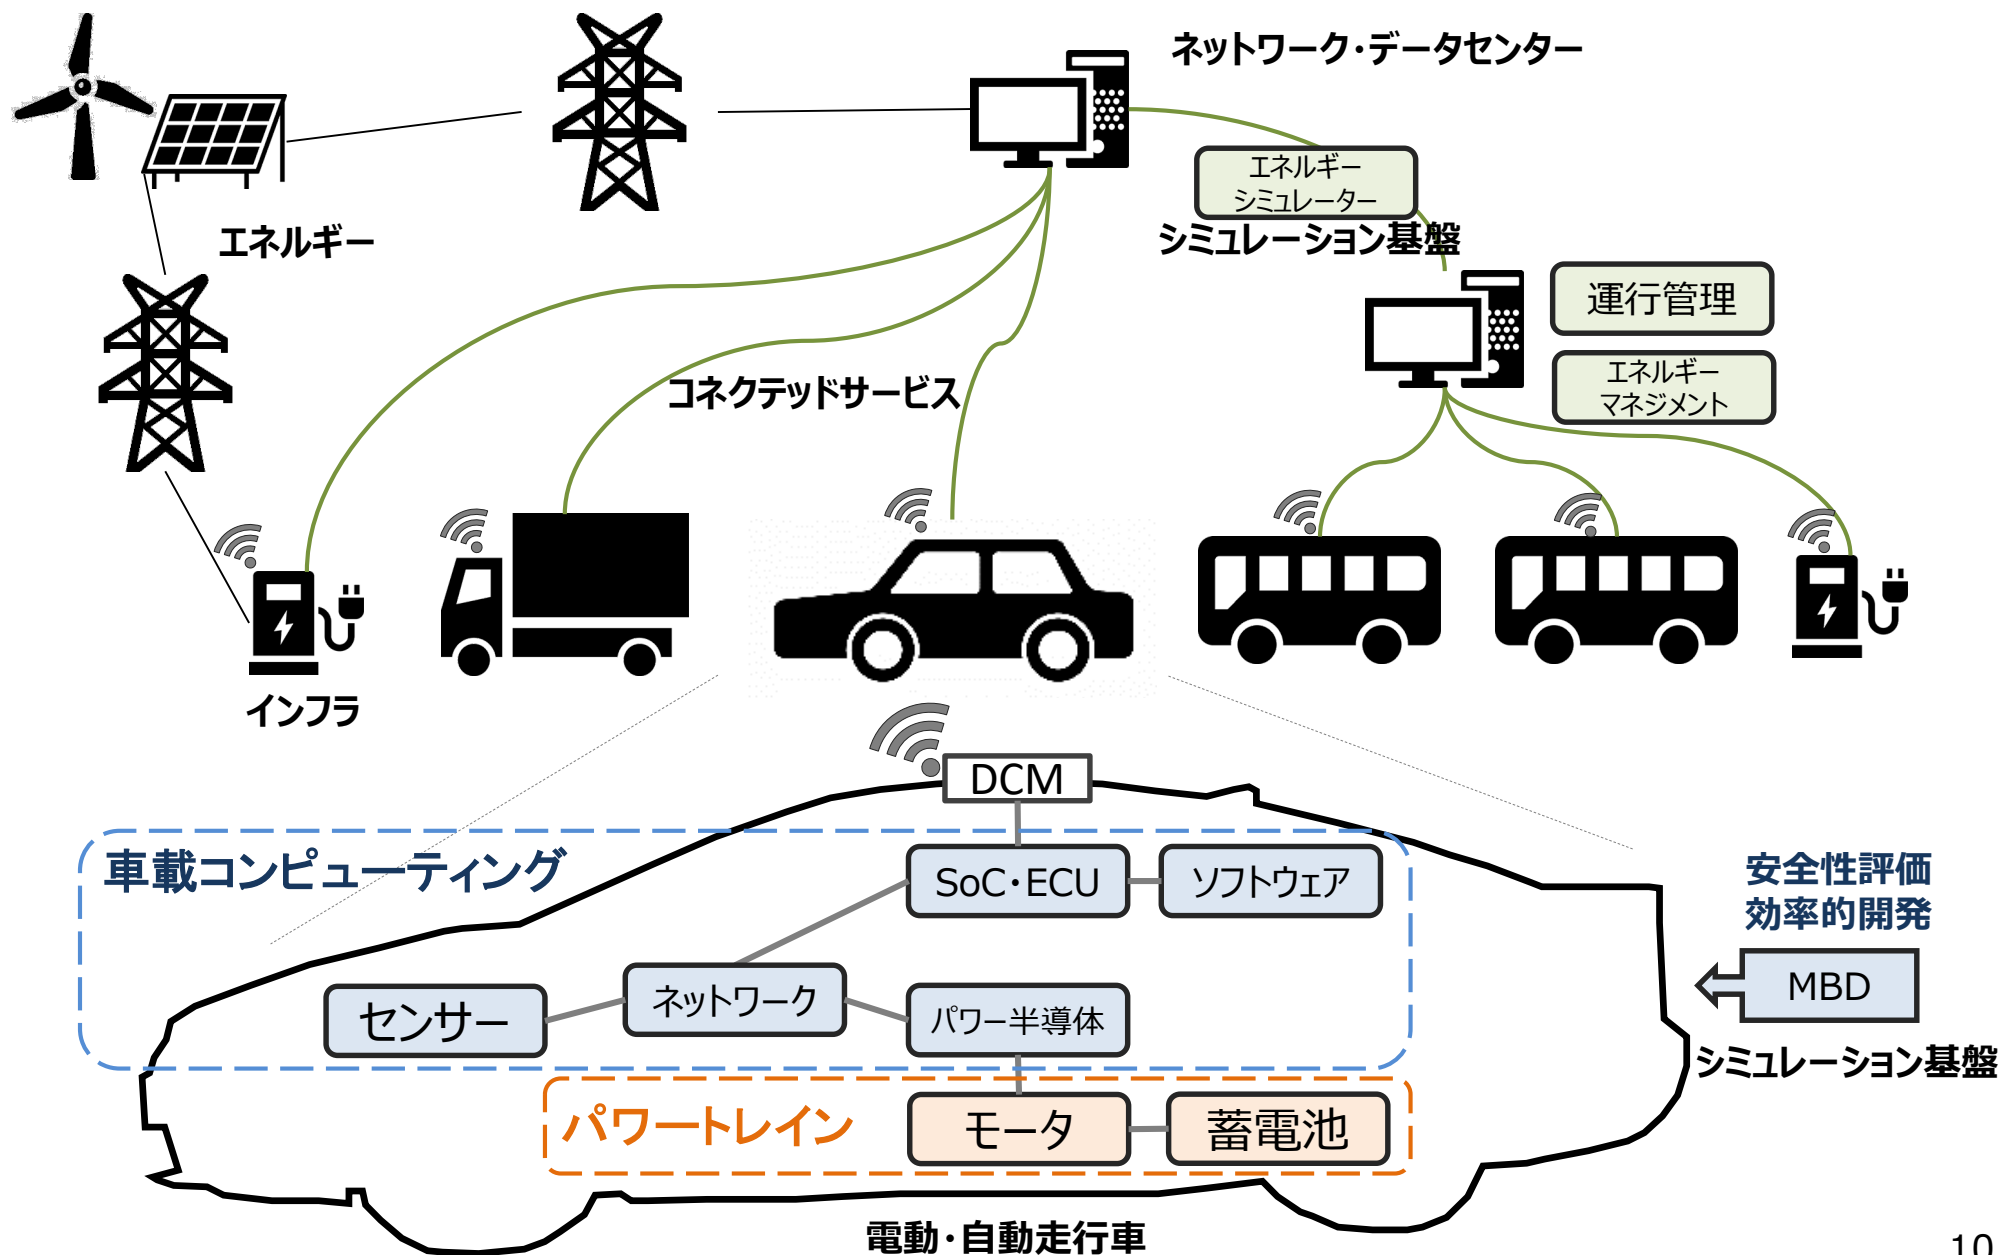 ネットワーク・データセンター
エネルギー
シミュレーター
シミュレーション基盤
エネルギー
運行管理
エネルギー
マネジメント
コネクテッドサービス
インフラ
DCM
車載コンピューティング
SoC・ECU
ソフトウェア
安全性評価
効率的開発
センサー
ネットワーク
パワー半導体
MBD
シミュレーション基盤
パワートレイン
モータ
蓄電池
電動・自動走行車
10